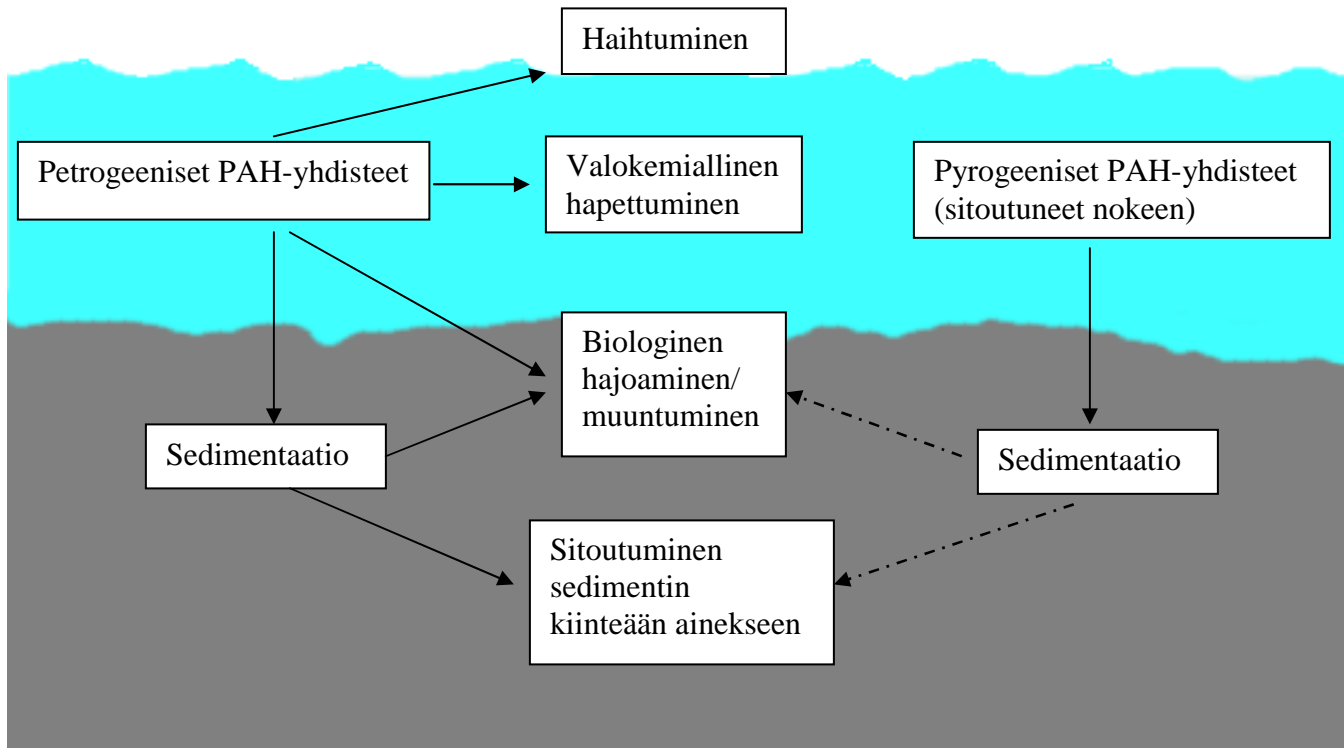 Haihtuminen
Petrogeeniset PAH-yhdisteet
Valokemiallinen
hapettuminen
Pyrogeeniset PAH-yhdisteet
(sitoutuneet nokeen)
Biologinen
hajoaminen/
muuntuminen
Sedimentaatio
Sedimentaatio
Sitoutuminen
sedimentin
kiinteään ainekseen